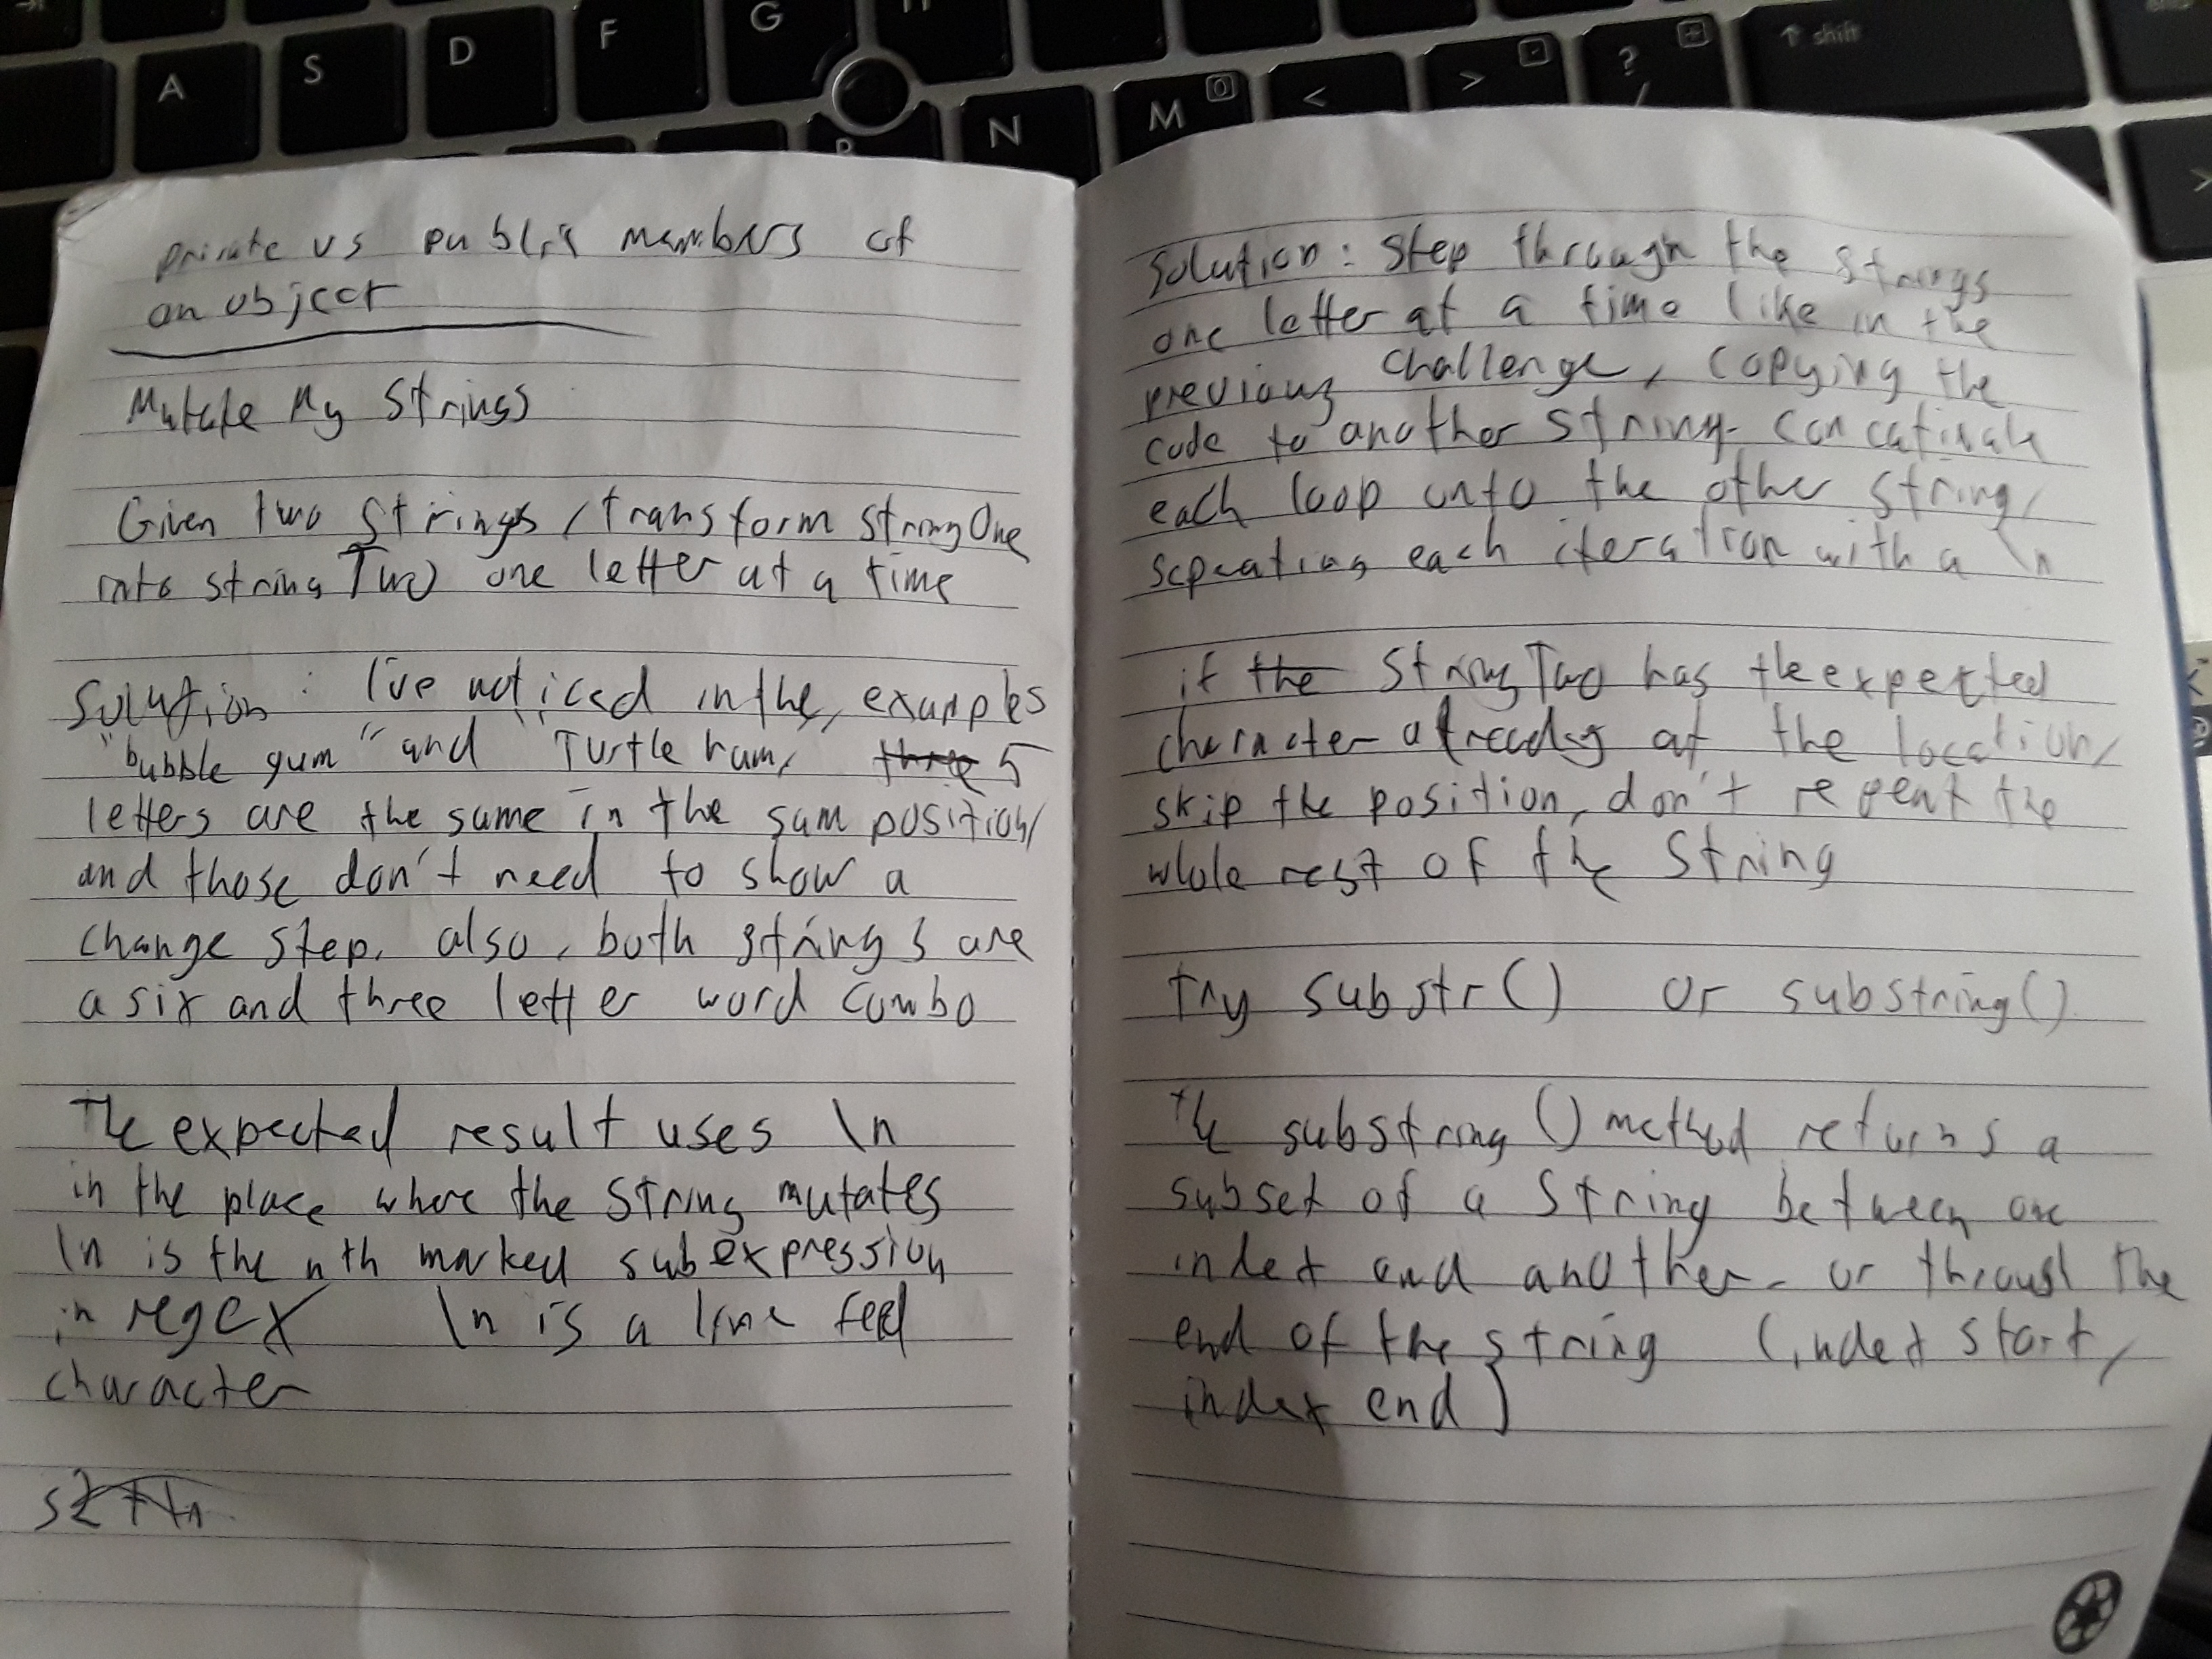 A S D F G H
B N M 0 < > . ? / + ↑ shift
private vs public members of
an object
Mutate My Strings
Given two strings, transform stringOne
into stringTwo one letter at a time
Solution: I've noticed in the, examples
"bubble gum" and "Turtle ham, three 5
letters are the same in the sam position,
and those don't need to show a
change step. also, both strings are
a six and three letter word combo
The expected result uses \n
in the place where the string mutates
\n is the nth marked subexpression
in regex \n is a line feed
character
Solution: Step through the strings
one letter at a time like in the
previous challenge, copying the
code to another string. concatinate
each loop onto the other string,
sepeating each iteration with a \n
if the StringTwo has the expected
character already at the location,
skip the position, don't repeat the
whole rest of the string
Try substr() or substring()
The substring() method returns a
subset of a string between one
index and another, or through the
end of the string (index start,
index end)